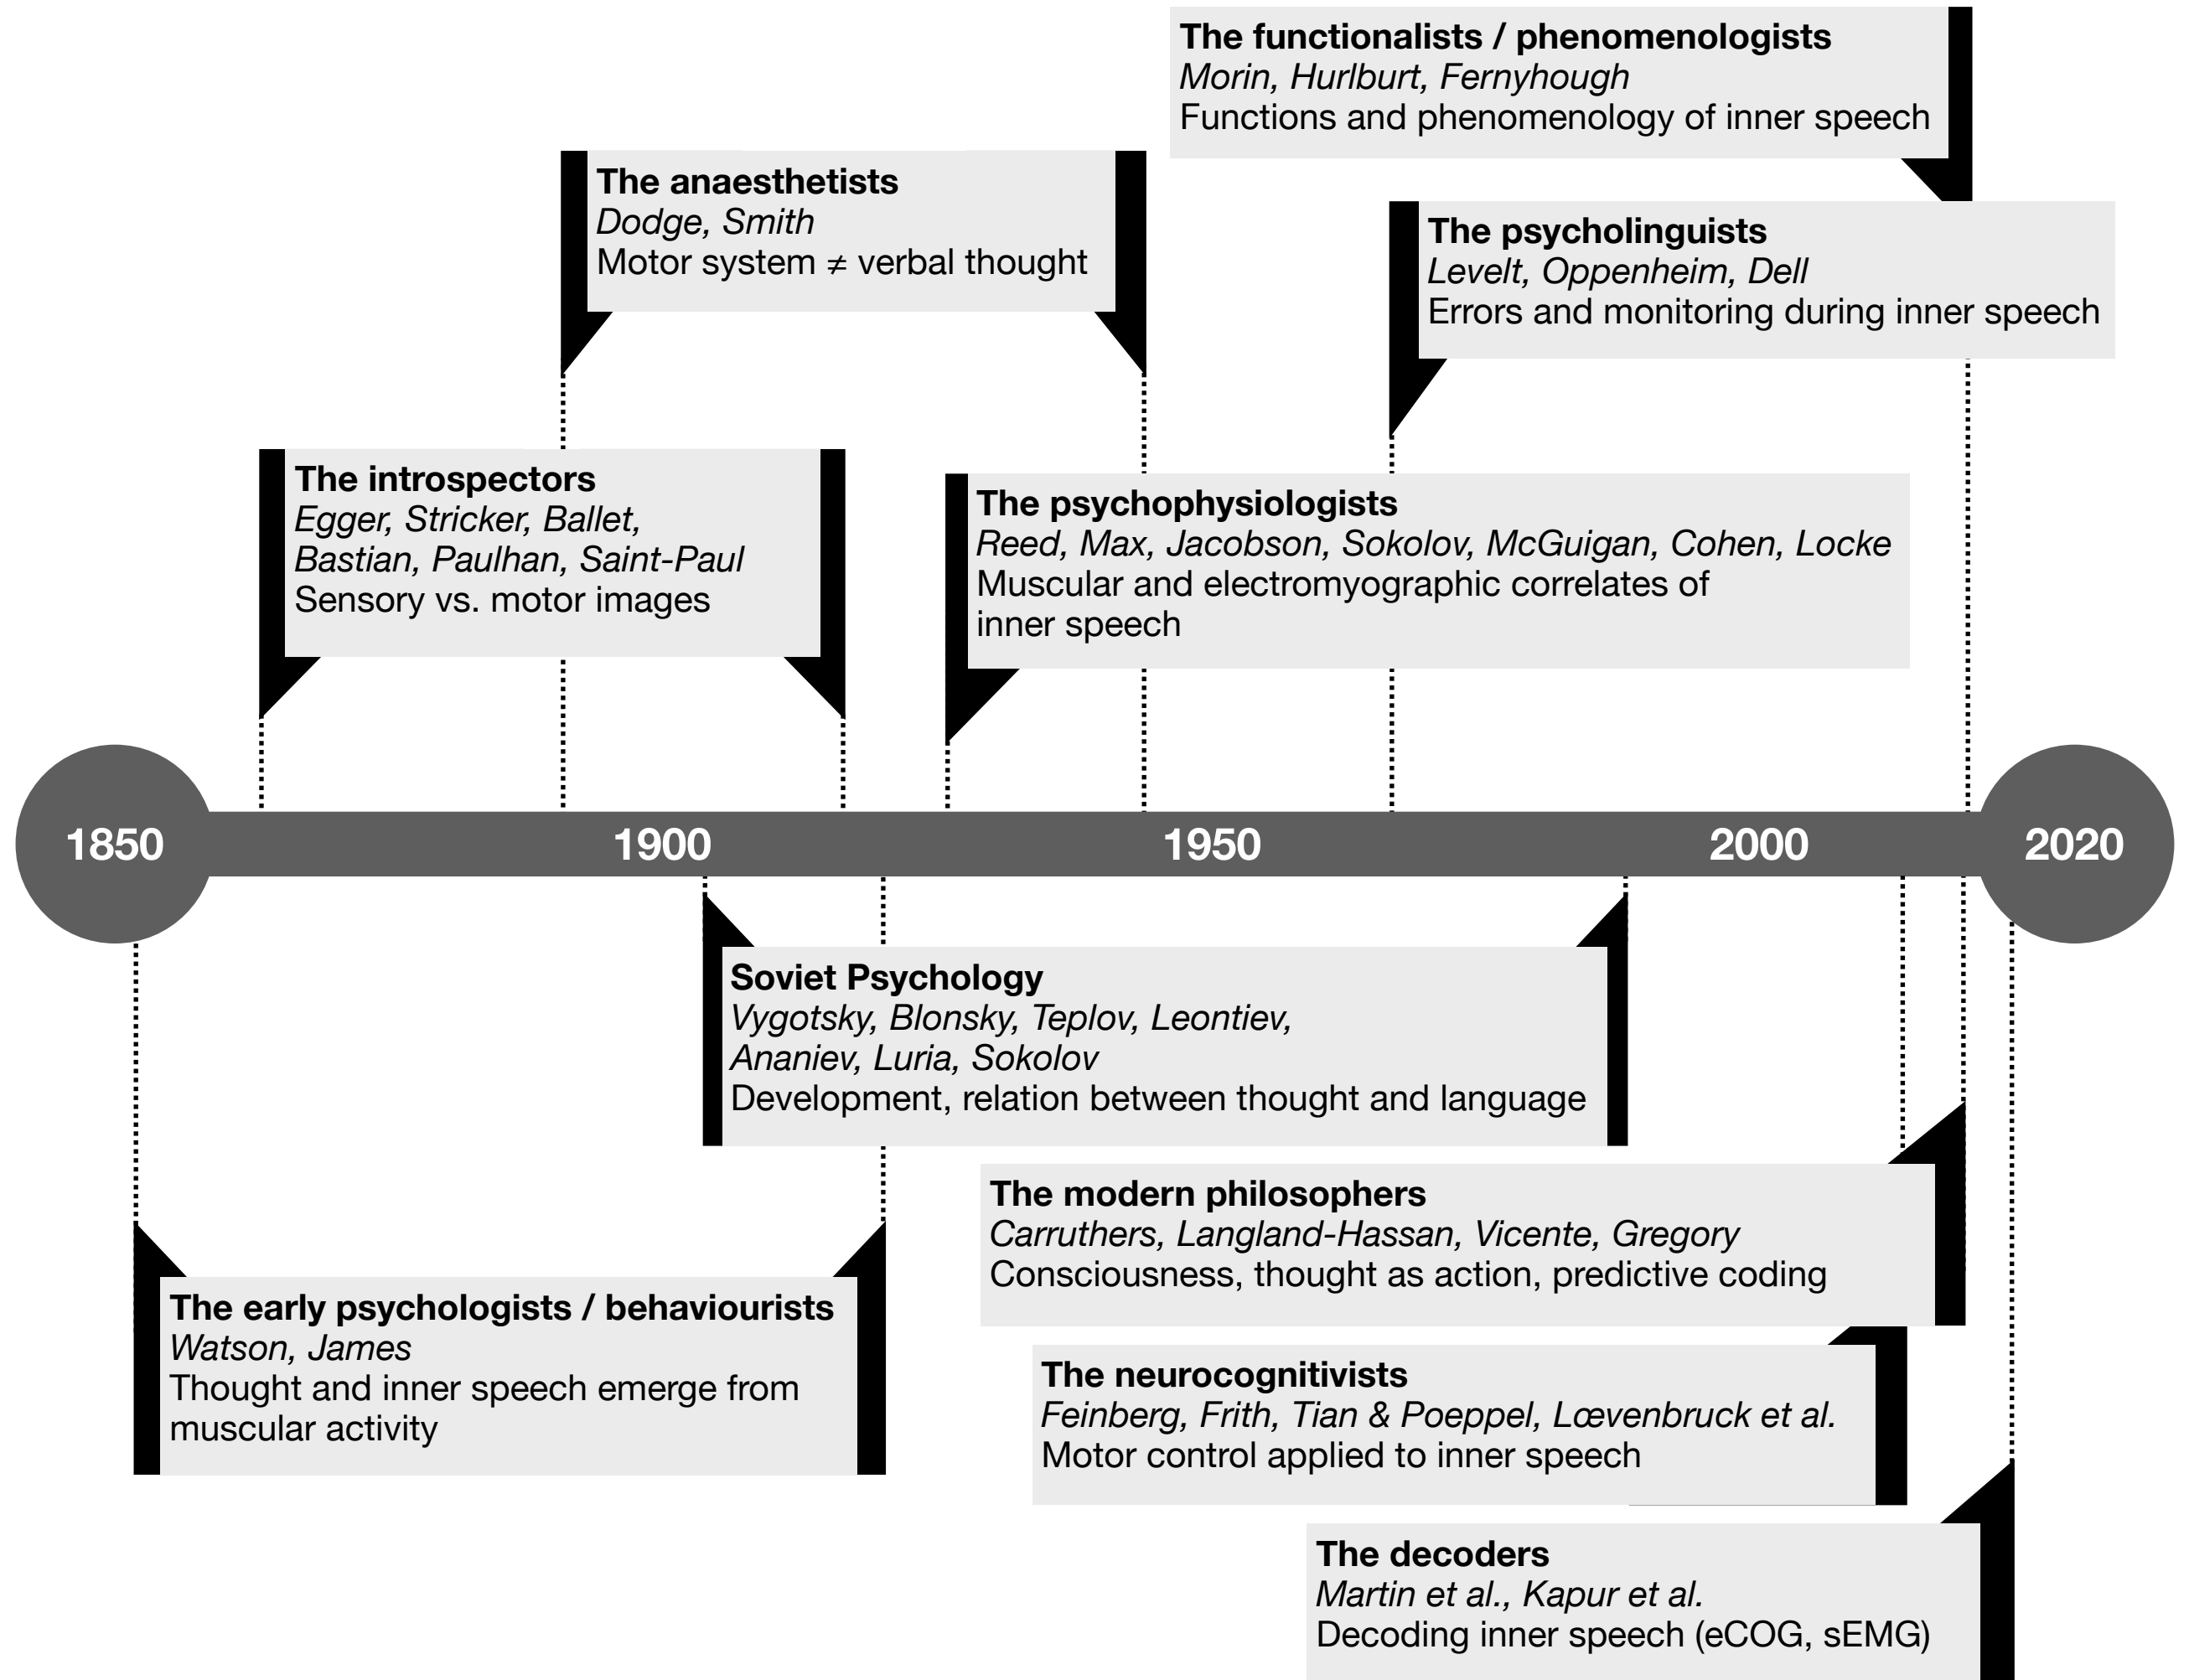 The functionalists / phenomenologists
Morin, Hurlburt, Fernyhough
Functions and phenomenology of inner speech
The anaesthetists
Dodge, Smith
Motor system ≠ verbal thought
The psycholinguists
Levelt, Oppenheim, Dell
Errors and monitoring during inner speech
The introspectors
Egger, Stricker, Ballet,
Bastian, Paulhan, Saint-Paul
Sensory vs. motor images
The psychophysiologists
Reed, Max, Jacobson, Sokolov, McGuigan, Cohen, Locke
Muscular and electromyographic correlates of
inner speech
1850 1900 1950 2000 2020
Soviet Psychology
Vygotsky, Blonsky, Teplov, Leontiev,
Ananiev, Luria, Sokolov
Development, relation between thought and language
The modern philosophers
Carruthers, Langland-Hassan, Vicente, Gregory
Consciousness, thought as action, predictive coding
The early psychologists / behaviourists
Watson, James
Thought and inner speech emerge from
muscular activity
The neurocognitivists
Feinberg, Frith, Tian & Poeppel, Lœvenbruck et al.
Motor control applied to inner speech
The decoders
Martin et al., Kapur et al.
Decoding inner speech (eCOG, sEMG)